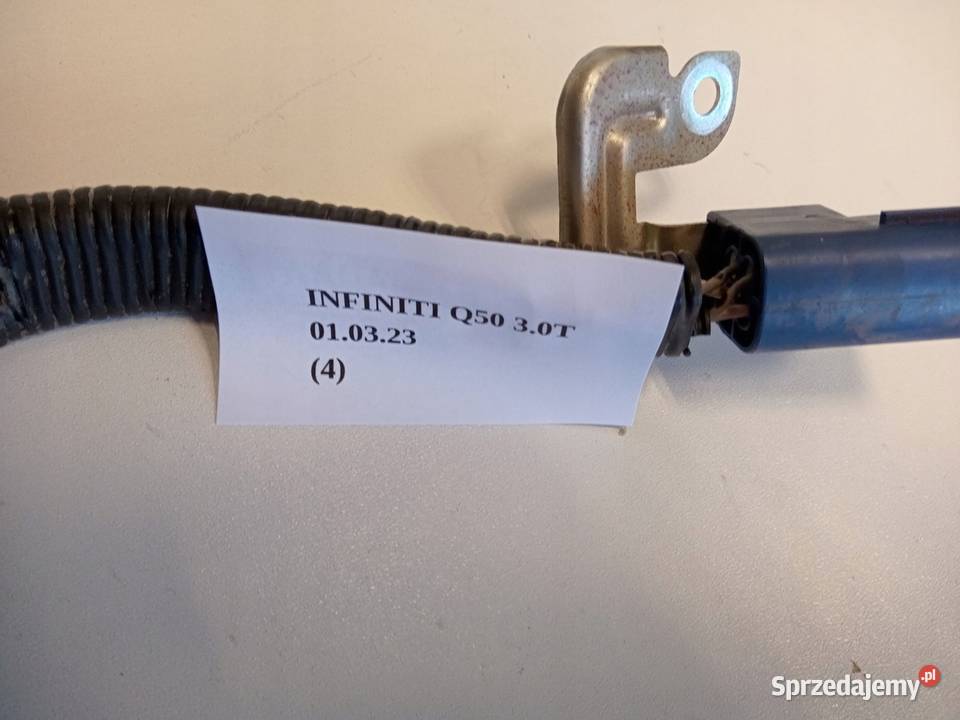 INFINITI Q50 3.0T
01.03.23
(4)
Sprzedajemy.pl